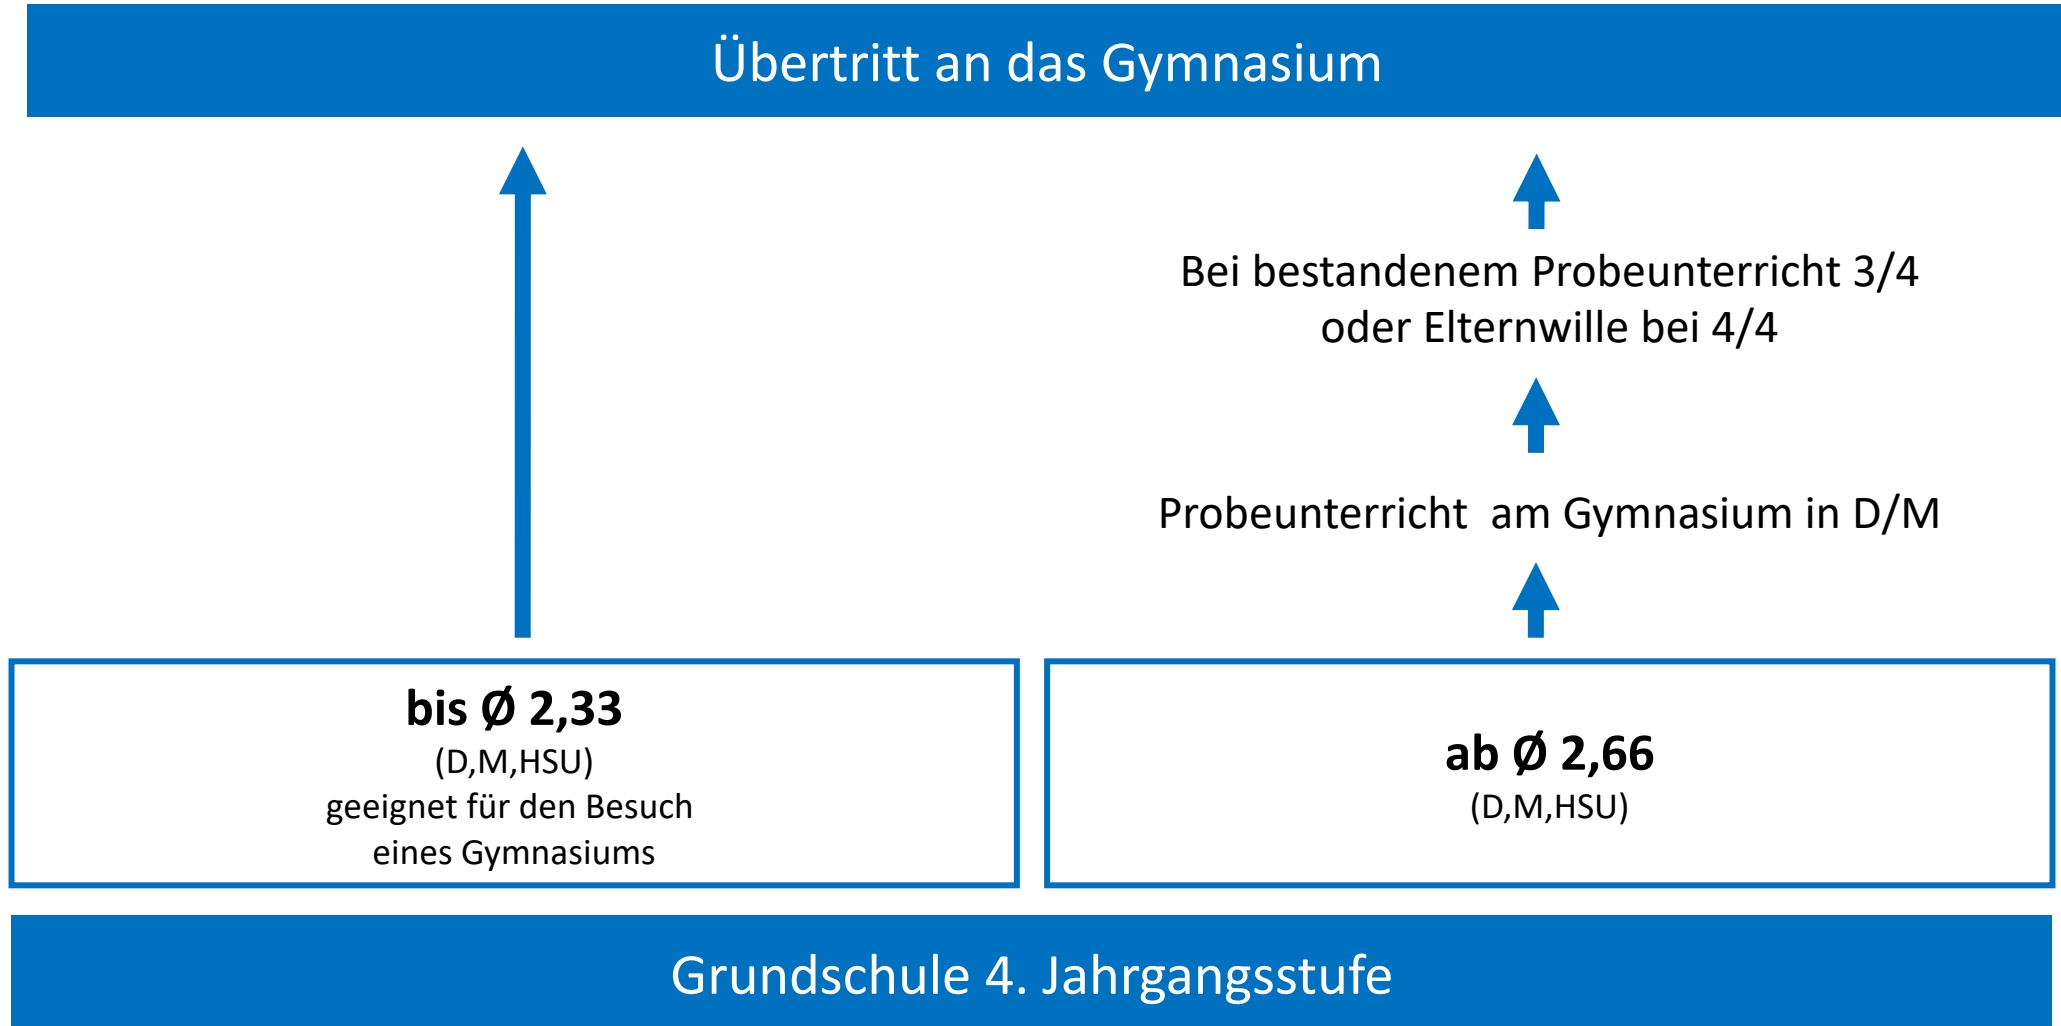 Übertritt an das Gymnasium
Bei bestandenem Probeunterricht 3/4
oder Elternwille bei 4/4
Probeunterricht  am Gymnasium in D/M
bis Ø 2,33
(D,M,HSU)
geeignet für den Besuch
eines Gymnasiums
ab Ø 2,66
(D,M,HSU)
Grundschule 4. Jahrgangsstufe